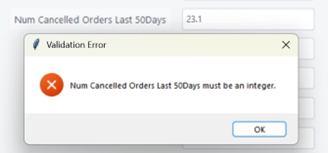 Num Cancelled Orders Last 50Days 23.1
Validation Error
Num Cancelled Orders Last 50Days must be an integer.
OK